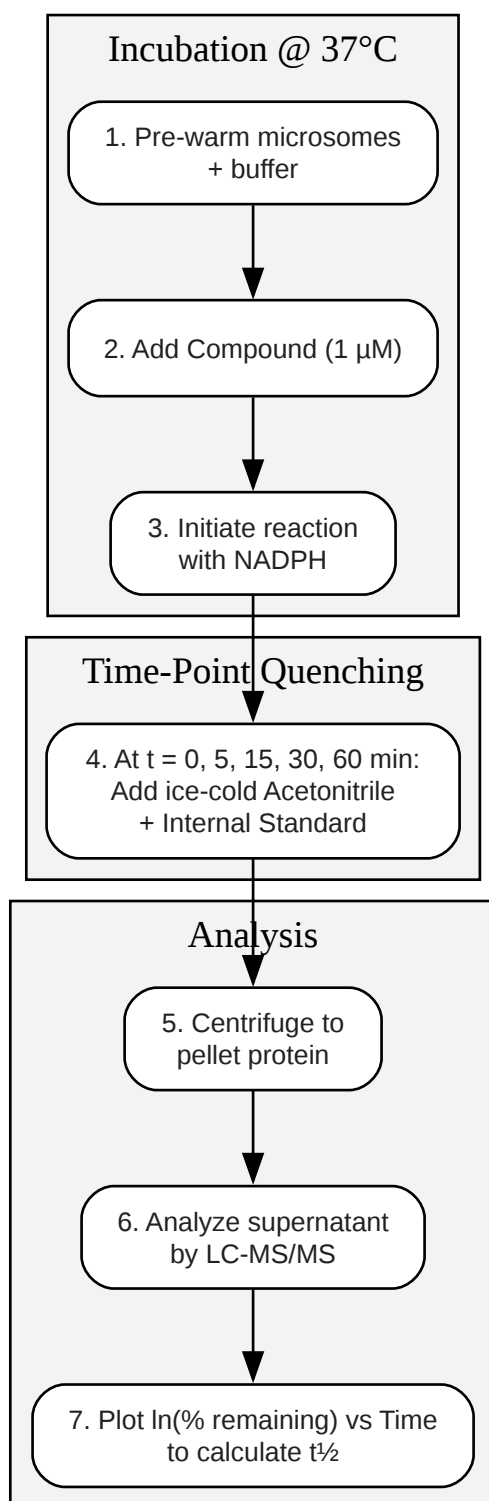 Incubation @ 37°C
1. Pre-warm microsomes
+ buffer
2. Add Compound (1 µM)
3. Initiate reaction
with NADPH
Time-Point Quenching
4. At t = 0, 5, 15, 30, 60 min:
Add ice-cold Acetonitrile
+ Internal Standard
Analysis
5. Centrifuge to
pellet protein
6. Analyze supernatant
by LC-MS/MS
7. Plot ln(% remaining) vs Time
to calculate t½